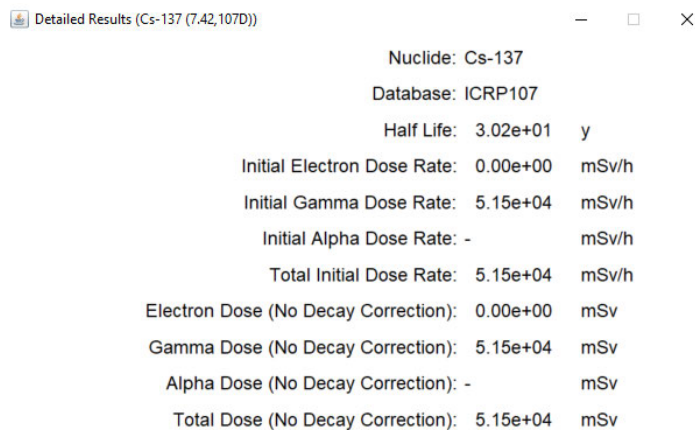 Detailed Results (Cs-137 (7.42,107D))
Nuclide: Cs-137
Database: ICRP107
Half Life: 3.02e+01 y
Initial Electron Dose Rate: 0.00e+00 mSv/h
Initial Gamma Dose Rate: 5.15e+04 mSv/h
Initial Alpha Dose Rate: - mSv/h
Total Initial Dose Rate: 5.15e+04 mSv/h
Electron Dose (No Decay Correction): 0.00e+00 mSv
Gamma Dose (No Decay Correction): 5.15e+04 mSv
Alpha Dose (No Decay Correction): - mSv
Total Dose (No Decay Correction): 5.15e+04 mSv